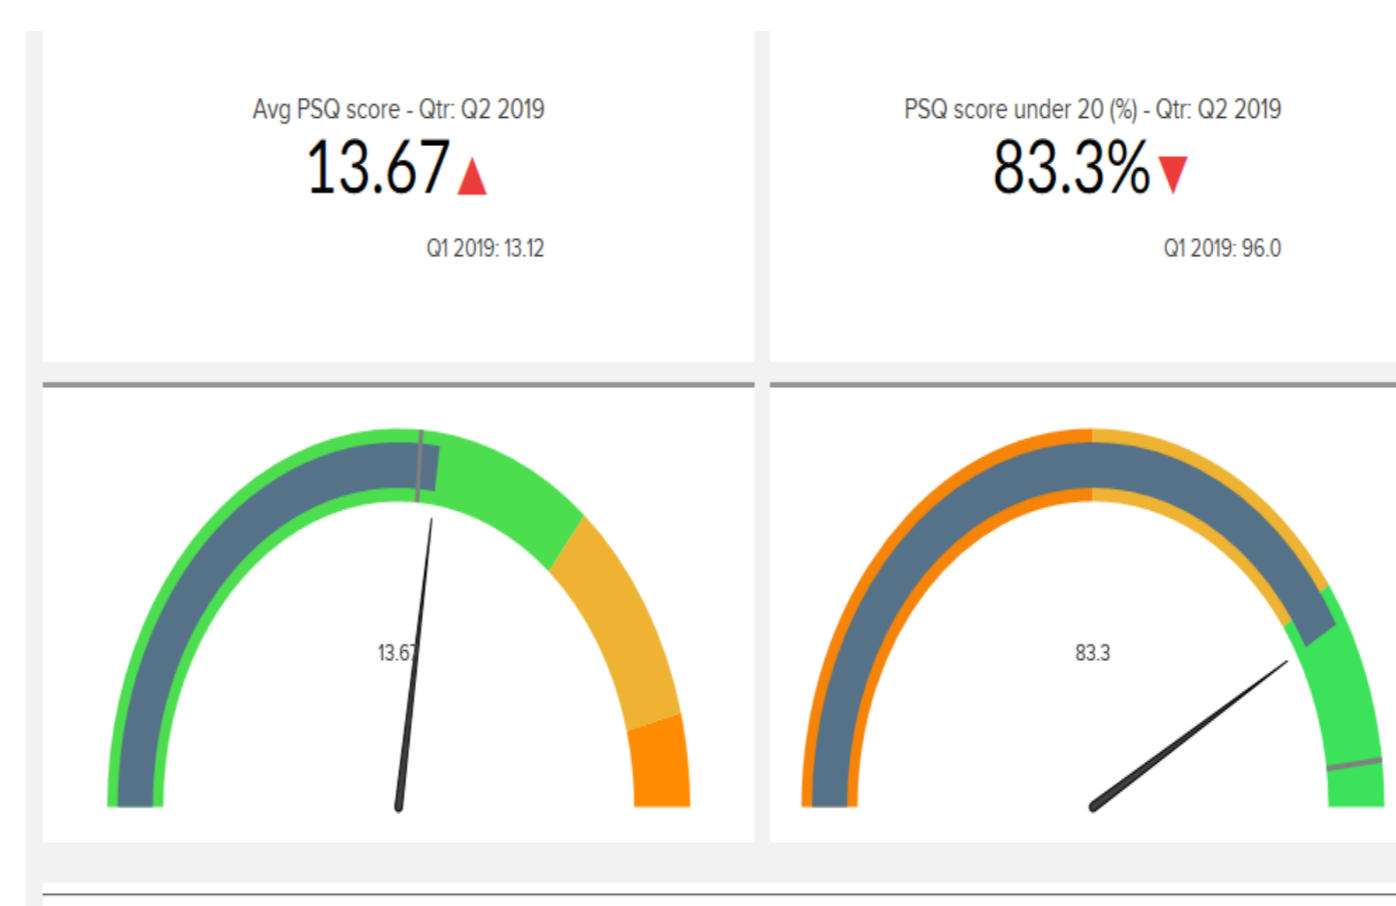 Avg PSQ score - Qtr: Q2 2019
13.67
Q1 2019: 13.12
PSQ score under 20 (%) - Qtr: Q2 2019
83.3%
Q1 2019: 96.0
13.67
83.3